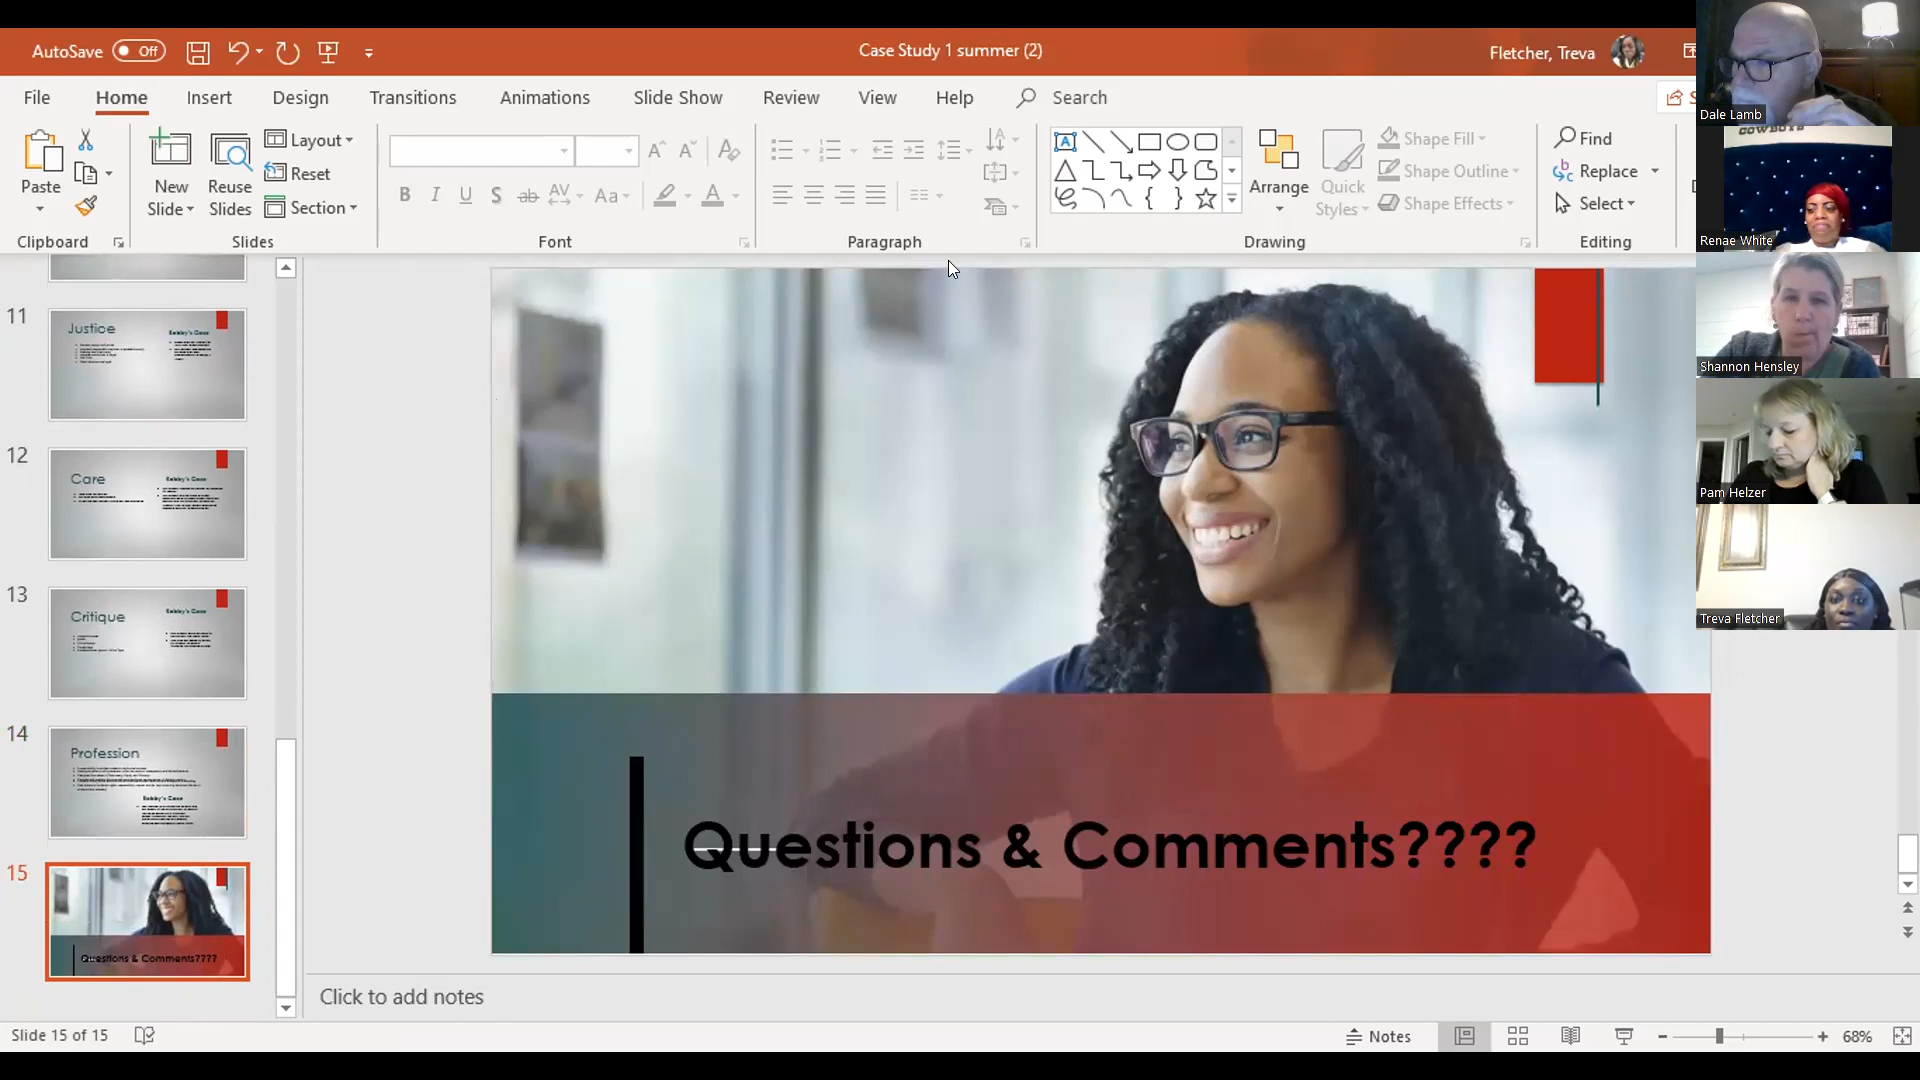 AutoSave Off Case Study 1 summer (2) Fletcher, Treva
File Home Insert Design Transitions Animations Slide Show Review View Help Search
Paste
New Slide
Reuse Slides
Layout
Reset
Section
Clipboard Slides Font Paragraph Drawing Editing
Arrange
Quick Styles
Shape Fill
Shape Outline
Shape Effects
Find
Replace
Select
11
Justice
12
Care
13
Critique
14
Profession
15
Questions & Comments????
Questions & Comments????
Click to add notes
Slide 15 of 15 Notes 68%
COWBOYS
Dale Lamb
Renae White
Shannon Hensley
Pam Helzer
Treva Fletcher